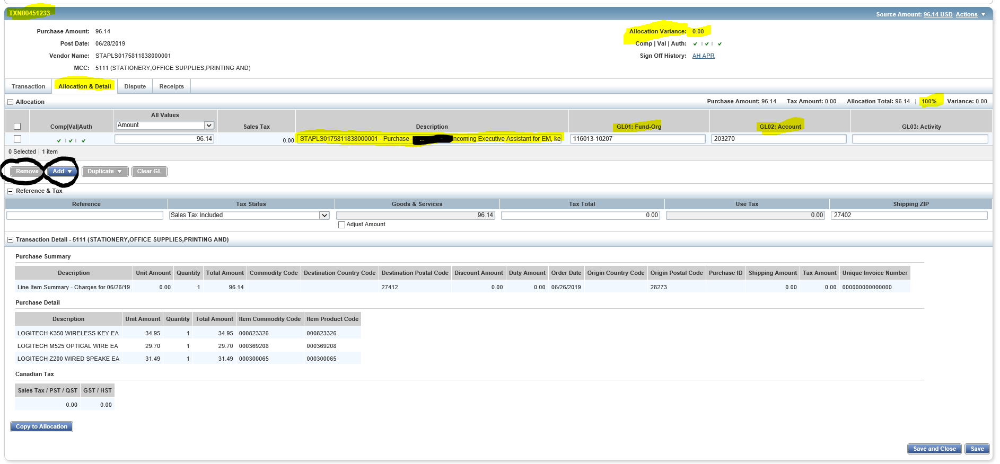 TXN00451233 Source Amount: 96.14 USD Actions
Purchase Amount: 96.14 Allocation Variance: 0.00
Post Date: 06/28/2019 Comp | Val | Auth:
Vendor Name: STAPLS0175811838000001 Sign Off History: AH APR
MCC: 5111 (STATIONERY,OFFICE SUPPLIES,PRINTING AND)
Transaction Allocation & Detail Dispute Receipts
Allocation Purchase Amount: 96.14 Tax Amount: 0.00 Allocation Total: 96.14 | 100% Variance: 0.00
All Values
Comp|Val|Auth Amount Sales Tax Description GL01: Fund-Org GL02: Account GL03: Activity
96.14 0.00 STAPLS0175811838000001 - Purchase - ncoming Executive Assistant for EM, ke 116013-10207 203270
0 Selected | 1 item
Remove Add Duplicate Clear GL
Reference & Tax
Reference Tax Status Goods & Services Tax Total Use Tax Shipping ZIP
Sales Tax Included 96.14 0.00 0.00 27402
Adjust Amount
Transaction Detail - 5111 (STATIONERY,OFFICE SUPPLIES,PRINTING AND)
Purchase Summary
Description Unit Amount Quantity Total Amount Commodity Code Destination Country Code Destination Postal Code Discount Amount Duty Amount Order Date Origin Country Code Origin Postal Code Purchase ID Shipping Amount Tax Amount Unique Invoice Number
Line Item Summary - Charges for 06/26/19 0.00 1 96.14 27412 0.00 0.00 06/26/2019 28273 0.00 0.00 000000000000000
Purchase Detail
Description Unit Amount Quantity Total Amount Item Commodity Code Item Product Code
LOGITECH K350 WIRELESS KEY EA 34.95 1 34.95 000823326 000823326
LOGITECH M525 OPTICAL WIRE EA 29.70 1 29.70 000369208 000369208
LOGITECH Z200 WIRED SPEAKE EA 31.49 1 31.49 000300065 000300065
Canadian Tax
Sales Tax / PST / QST GST / HST
0.00 0.00
Copy to Allocation
Save and Close Save